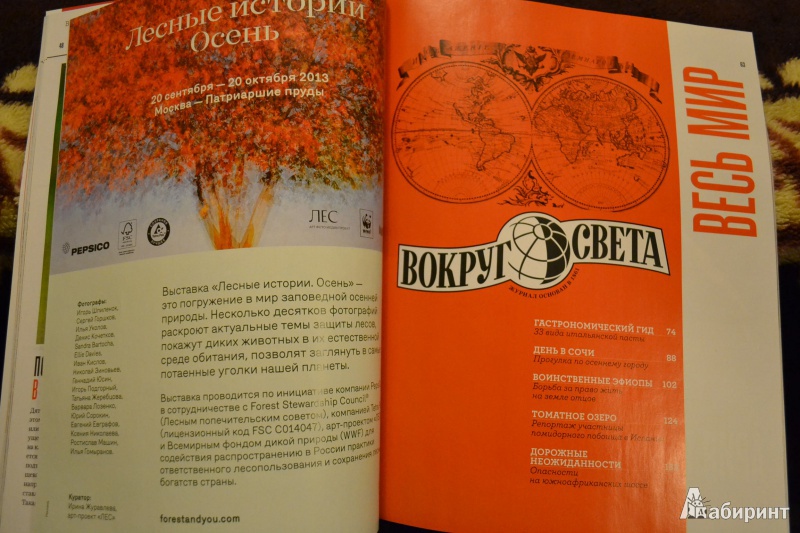 Лесные истории
Осень
20 сентября — 20 октября 2013
Москва — Патриаршие пруды
PEPSICO
FSC
ЛЕС
WWF
Выставка «Лесные истории. Осень» —
это погружение в мир заповедной осенней
природы. Несколько десятков фотографий
раскроют актуальные темы защиты лесов,
покажут диких животных в их естественной
среде обитания, позволят заглянуть в самые
потаенные уголки нашей планеты.
Выставка проводится по инициативе компании
в сотрудничестве с Forest Stewardship Council®
(Лесным попечительским советом), компанией
(лицензионный код FSC C014047), арт-проектом
и Всемирным фондом дикой природы (WWF) для
содействия распространению в России практики
ответственного лесопользования и сохранения
богатств страны.
forestandyou.com
Фотографы:
Игорь Шпиленок,
Сергей Горшков,
Илья Уколов,
Денис Кочетков,
Sandra Bartocha,
Ellie Davies,
Иван Кислов,
Николай Зиновьев,
Геннадий Юсин,
Игорь Подгорный,
Татьяна Жеребцова,
Варвара Лозенко,
Юрий Сорокин,
Евгений Евграфов,
Ксения Николаева,
Ростислав Машин,
Илья Гомыранов.
Куратор:
Ирина Журавлева,
арт-проект «ЛЕС»
ВЕСЬ МИР
ВОКРУГ СВЕТА
ЖУРНАЛ ОСНОВАН В 1861
ГАСТРОНОМИЧЕСКИЙ ГИД 74
33 вида итальянской пасты
ДЕНЬ В СОЧИ 88
Прогулка по осеннему городу
ВОИНСТВЕННЫЕ ЭФИОПЫ 102
Борьба за право жить
на земле отцов
ТОМАТНОЕ ОЗЕРО 124
Репортаж участницы
помидорного побоища в
ДОРОЖНЫЕ
НЕОЖИДАННОСТИ
Опасности
на южноафриканских
Лабиринт